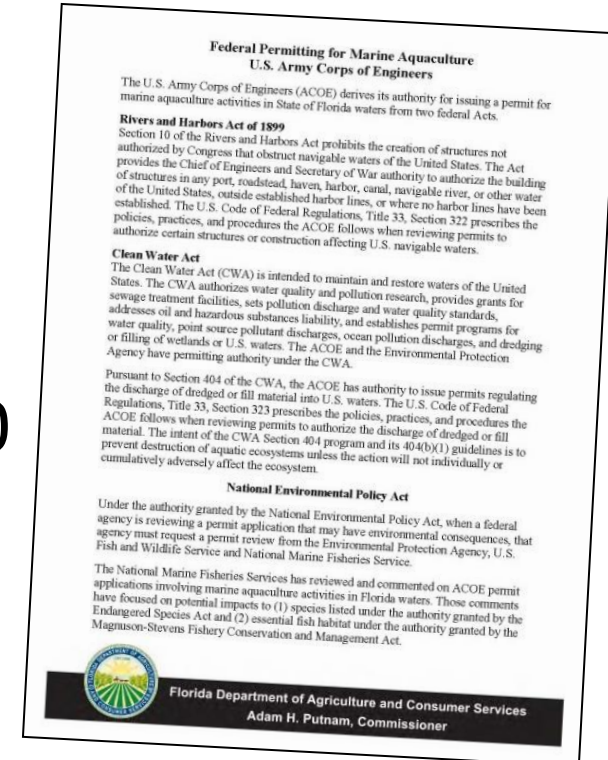 Federal Permitting for Marine Aquaculture
U.S. Army Corps of Engineers
The U.S. Army Corps of Engineers (ACOE) derives its authority for issuing a permit for
marine aquaculture activities in State of Florida waters from two federal Acts.
Rivers and Harbors Act of 1899
Section 10 of the Rivers and Harbors Act prohibits the creation of structures not
authorized by Congress that obstruct navigable waters of the United States. The Act
provides the Chief of Engineers and Secretary of War authority to authorize the building
of structures in any port, roadstead, haven, harbor, canal, navigable river, or other water
of the United States, outside established harbor lines, or where no harbor lines have been
established. The U.S. Code of Federal Regulations, Title 33, Section 322 prescribes the
policies, practices, and procedures the ACOE follows when reviewing permits to
authorize certain structures or construction affecting U.S. navigable waters.
Clean Water Act
The Clean Water Act (CWA) is intended to maintain and restore waters of the United
States. The CWA authorizes water quality and pollution research, provides grants for
sewage treatment facilities, sets pollution discharge and water quality standards,
addresses oil and hazardous substances liability, and establishes permit programs for
water quality, point source pollutant discharges, ocean pollution discharges, and dredging
or filling of wetlands or U.S. waters. The ACOE and the Environmental Protection
Agency have permitting authority under the CWA.
Pursuant to Section 404 of the CWA, the ACOE has authority to issue permits regulating
the discharge of dredged or fill material into U.S. waters. The U.S. Code of Federal
Regulations, Title 33, Section 323 prescribes the policies, practices, and procedures the
ACOE follows when reviewing permits to authorize the discharge of dredged or fill
material. The intent of the CWA Section 404 program and its 404(b)(1) guidelines is to
prevent destruction of aquatic ecosystems unless the action will not individually or
cumulatively adversely affect the ecosystem.
National Environmental Policy Act
Under the authority granted by the National Environmental Policy Act, when a federal
agency is reviewing a permit application that may have environmental consequences, that
agency must request a permit review from the Environmental Protection Agency, U.S.
Fish and Wildlife Service and National Marine Fisheries Service.
The National Marine Fisheries Services has reviewed and commented on ACOE permit
applications involving marine aquaculture activities in Florida waters. Those comments
have focused on potential impacts to (1) species listed under the authority granted by the
Endangered Species Act and (2) essential fish habitat under the authority granted by the
Magnuson-Stevens Fishery Conservation and Management Act.
Florida Department of Agriculture and Consumer Services
Adam H. Putnam, Commissioner